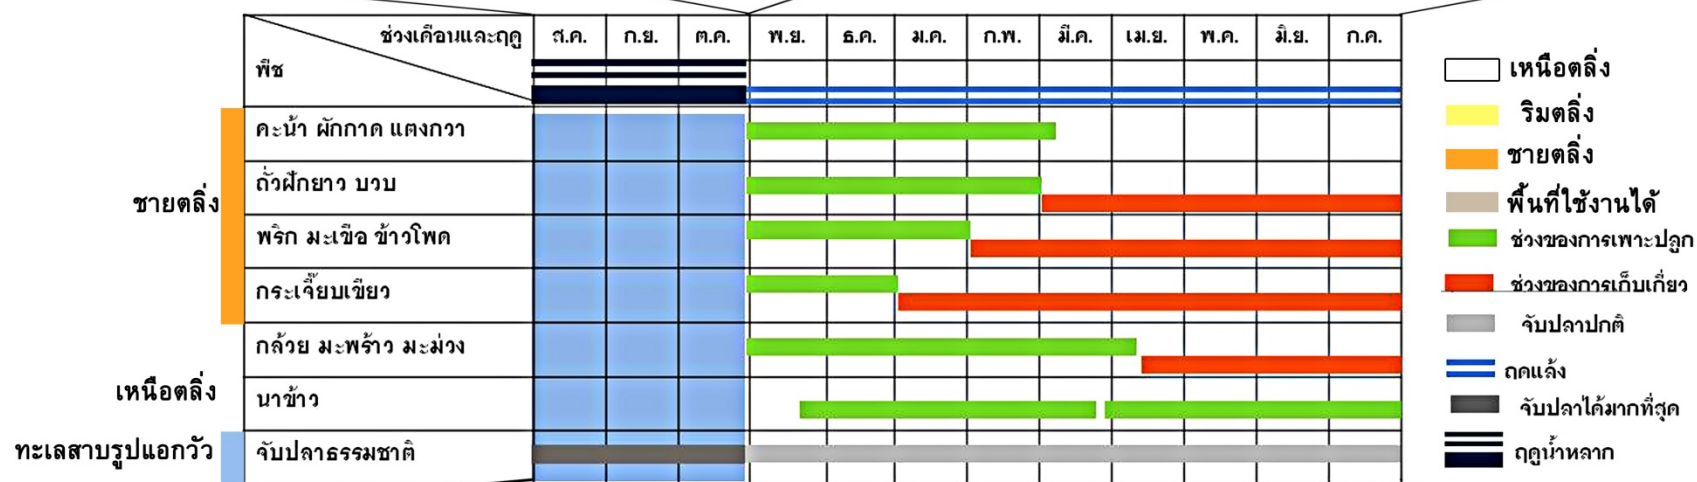 ช่วงเดือนและฤดู ส.ค. ก.ย. ต.ค. พ.ย. ธ.ค. ม.ค. ก.พ. มี.ค. เม.ย. พ.ค. มิ.ย. ก.ค.
พืช
คะน้า ผักกาด แตงกวา
ถั่วฝักยาว บวบ
พริก มะเขือ ข้าวโพด
กระเจี๊ยบเขียว
กล้วย มะพร้าว มะม่วง
นาข้าว
จับปลาธรรมชาติ
ชายตลิ่ง
เหนือตลิ่ง
ทะเลสาบรูปแอกวัว
เหนือตลิ่ง
ริมตลิ่ง
ชายตลิ่ง
พื้นที่ใช้งานได้
ช่วงของการเพาะปลูก
ช่วงของการเก็บเกี่ยว
จับปลาปกติ
ฤดูแล้ง
จับปลาได้มากที่สุด
ฤดูน้ำหลาก